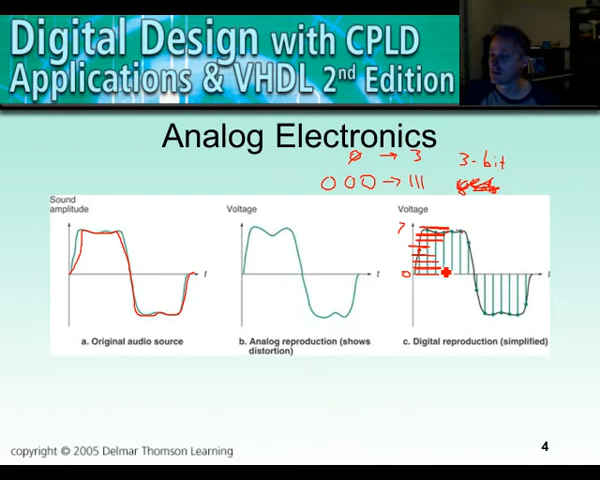 Digital Design with CPLD
Applications & VHDL 2nd Edition
Analog Electronics
0 → 3 3-bit
000 → 111
Sound
amplitude
t
a. Original audio source
Voltage
t
b. Analog reproduction (shows
distortion)
Voltage
7
0
t
c. Digital reproduction (simplified)
copyright © 2005 Delmar Thomson Learning
4